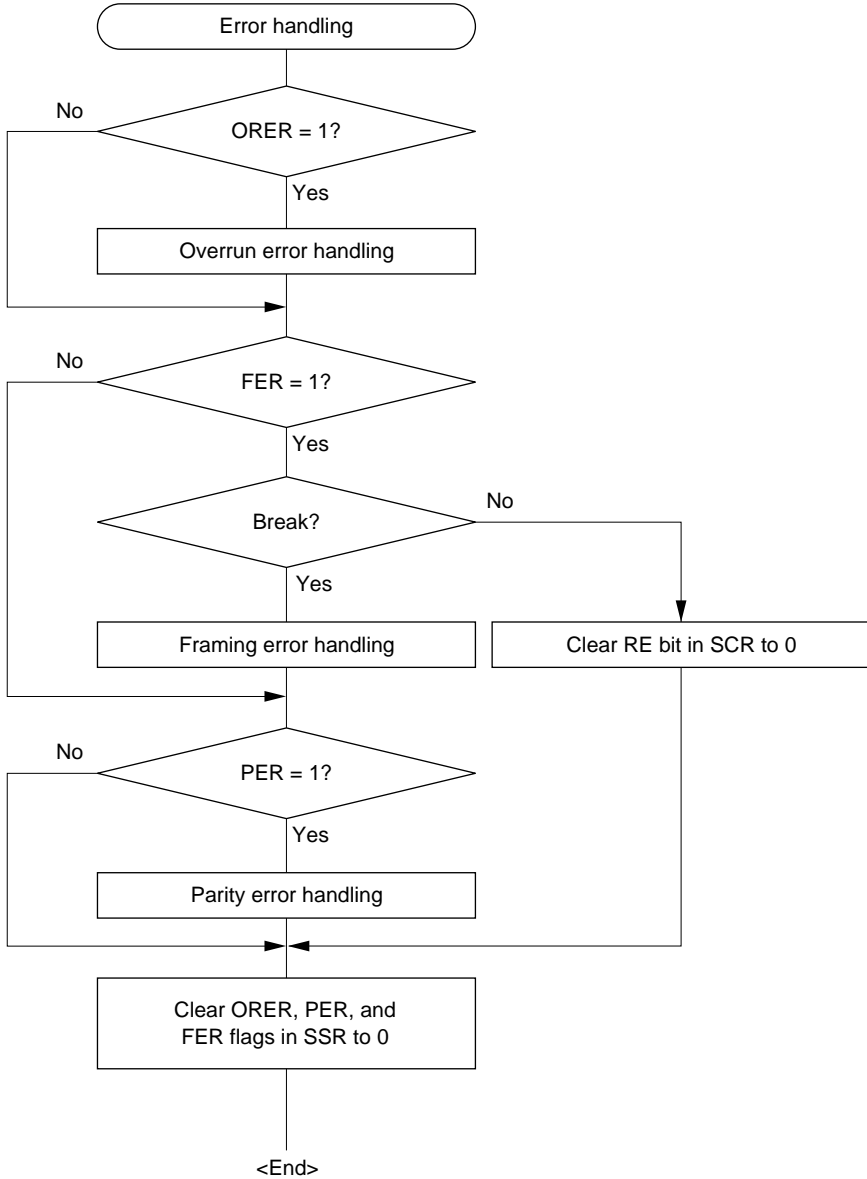 Error handling
No
ORER = 1?
Yes
Overrun error handling
No
FER = 1?
Yes
Break?
No
Yes
Framing error handling
Clear RE bit in SCR to 0
No
PER = 1?
Yes
Parity error handling
Clear ORER, PER, and
FER flags in SSR to 0
<End>